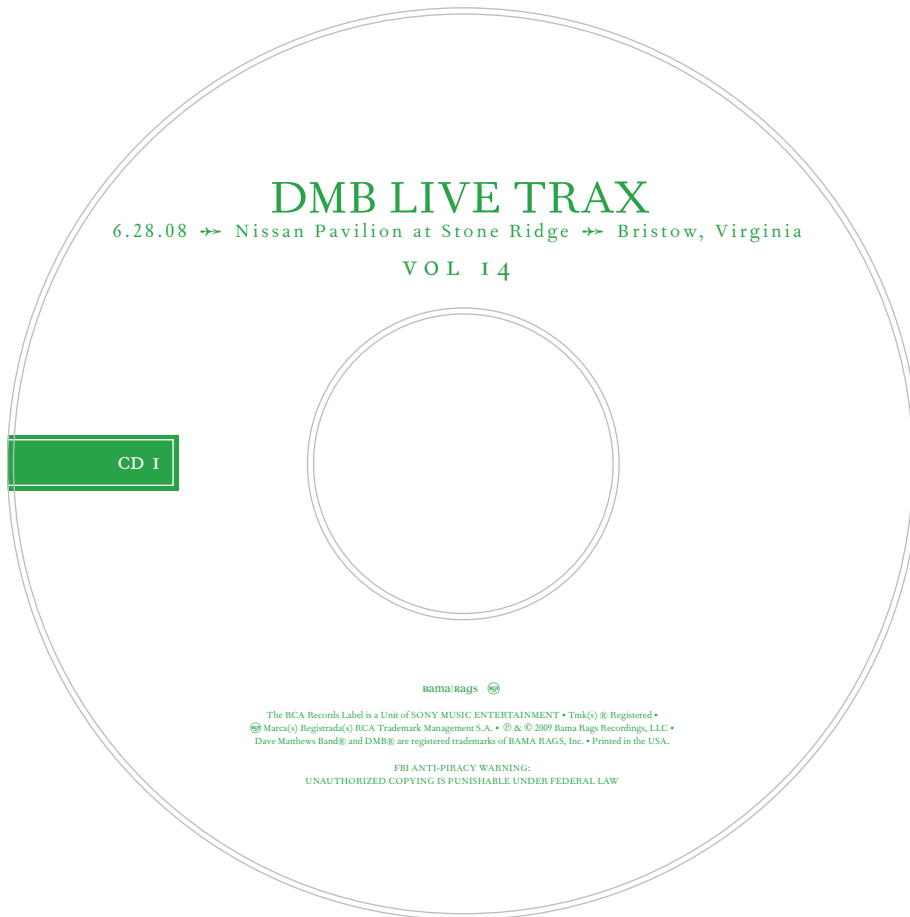 DMB LIVE TRAX
6.28.08 ➳ Nissan Pavilion at Stone Ridge ➳ Bristow, Virginia
VOL 14
CD 1
Bama|Rags RCA
The RCA Records Label is a Unit of SONY MUSIC ENTERTAINMENT • Tmk(s) ® Registered •
RCA Marca(s) Registrada(s) RCA Trademark Management S.A. • ℗ & © 2009 Bama Rags Recordings, LLC •
Dave Matthews Band® and DMB® are registered trademarks of BAMA RAGS, Inc. • Printed in the USA.
FBI ANTI-PIRACY WARNING:
UNAUTHORIZED COPYING IS PUNISHABLE UNDER FEDERAL LAW